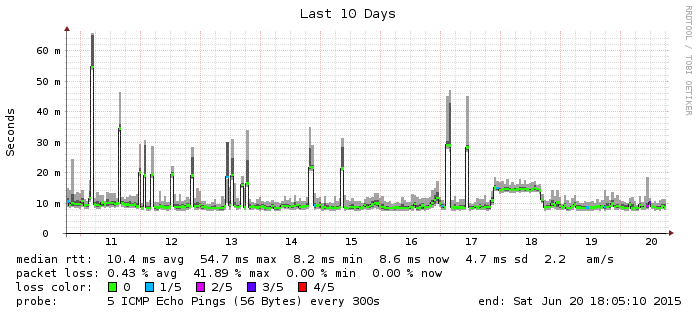 Last 10 Days
RRDTOOL / TOBI OETIKER
Seconds
60 m
50 m
40 m
30 m
20 m
10 m
0
11 12 13 14 15 16 17 18 19 20
median rtt: 10.4 ms avg 54.7 ms max 8.2 ms min 8.6 ms now 4.7 ms sd 2.2 am/s
packet loss: 0.43 % avg 41.89 % max 0.00 % min 0.00 % now
loss color: 0 1/5 2/5 3/5 4/5
probe: 5 ICMP Echo Pings (56 Bytes) every 300s end: Sat Jun 20 18:05:10 2015